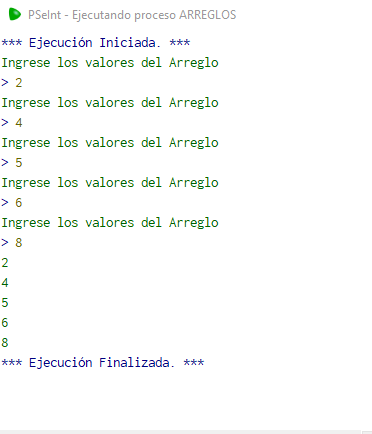 PSeInt - Ejecutando proceso ARREGLOS
*** Ejecución Iniciada. ***
Ingrese los valores del Arreglo
> 2
Ingrese los valores del Arreglo
> 4
Ingrese los valores del Arreglo
> 5
Ingrese los valores del Arreglo
> 6
Ingrese los valores del Arreglo
> 8
2
4
5
6
8
*** Ejecución Finalizada. ***